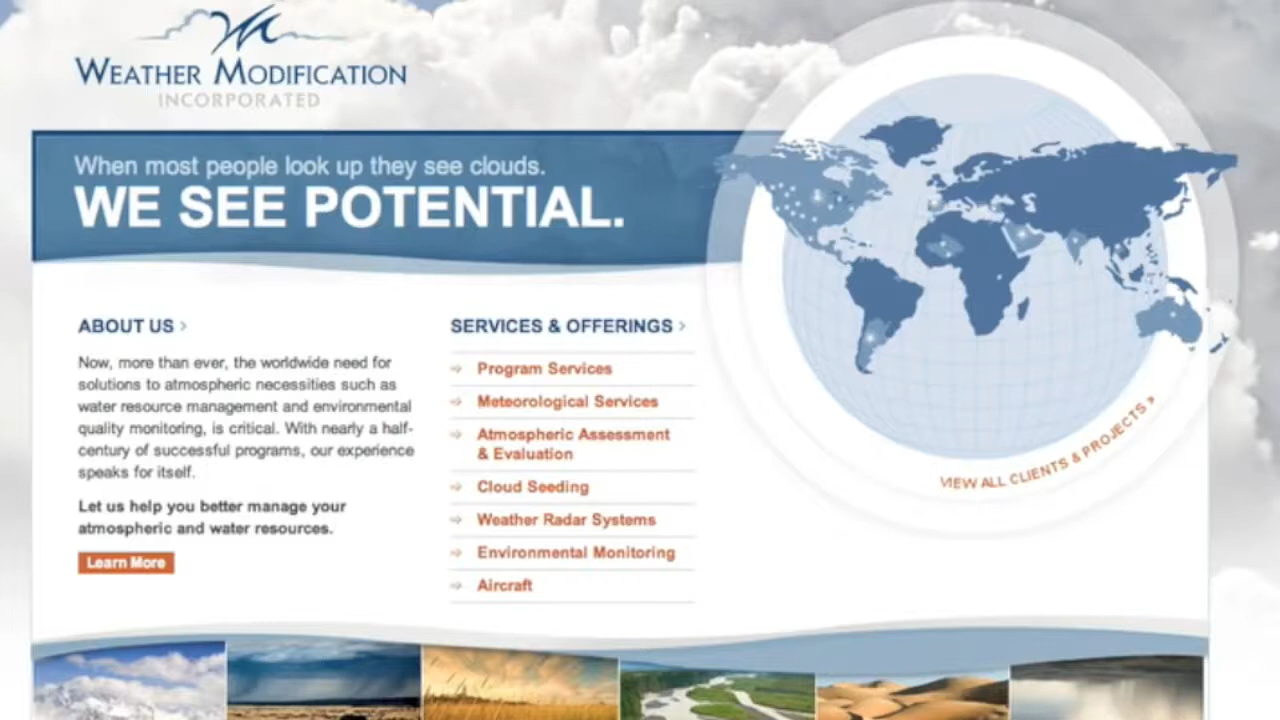 WEATHER MODIFICATION
INCORPORATED
When most people look up they see clouds.
WE SEE POTENTIAL.
ABOUT US ›
Now, more than ever, the worldwide need for
solutions to atmospheric necessities such as
water resource management and environmental
quality monitoring, is critical. With nearly a half-
century of successful programs, our experience
speaks for itself.
Let us help you better manage your
atmospheric and water resources.
Learn More
SERVICES & OFFERINGS ›
Program Services
Meteorological Services
Atmospheric Assessment
& Evaluation
Cloud Seeding
Weather Radar Systems
Environmental Monitoring
Aircraft
VIEW ALL CLIENTS & PROJECTS »